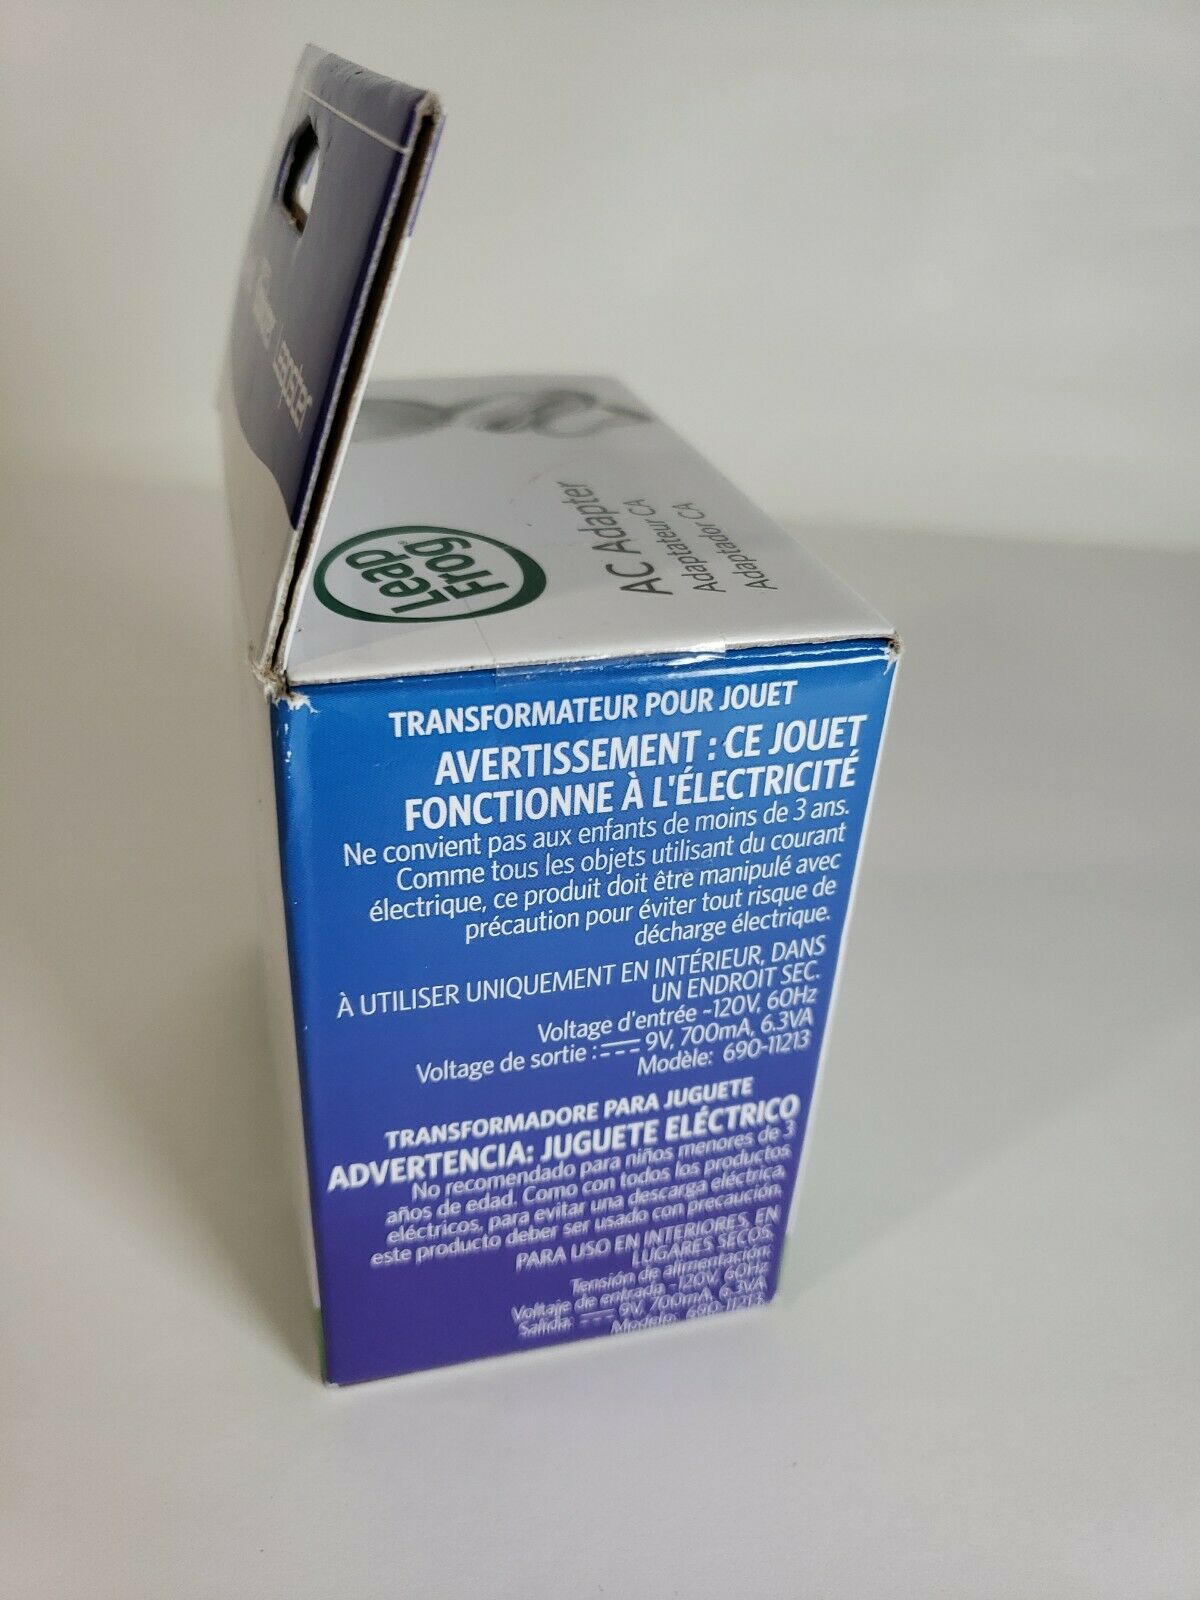 Leapster
Leap
Frog
AC Adapter
Adaptateur CA
Adaptador CA
TRANSFORMATEUR POUR JOUET
AVERTISSEMENT : CE JOUET
FONCTIONNE À L'ÉLECTRICITÉ
Ne convient pas aux enfants de moins de 3 ans.
Comme tous les objets utilisant du courant
électrique, ce produit doit être manipulé avec
précaution pour éviter tout risque de
décharge électrique.
À UTILISER UNIQUEMENT EN INTÉRIEUR, DANS
UN ENDROIT SEC.
Voltage d'entrée ~120V, 60Hz
Voltage de sortie : 9V, 700mA, 6.3VA
Modèle: 690-11213
TRANSFORMADORE PARA JUGUETE
ADVERTENCIA: JUGUETE ELÉCTRICO
No recomendado para niños menores de 3
años de edad. Como con todos los productos
eléctricos, para evitar una descarga eléctrica,
este producto deber ser usado con precaución.
PARA USO EN INTERIORES, EN
LUGARES SECOS.
Tensión de alimentación:
Voltaje de entrada ~120V, 60Hz
Salida: 9V, 700mA, 6.3VA
Modelo: 690-11213